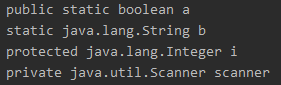 public static boolean a
static java.lang.String b
protected java.lang.Integer i
private java.util.Scanner scanner